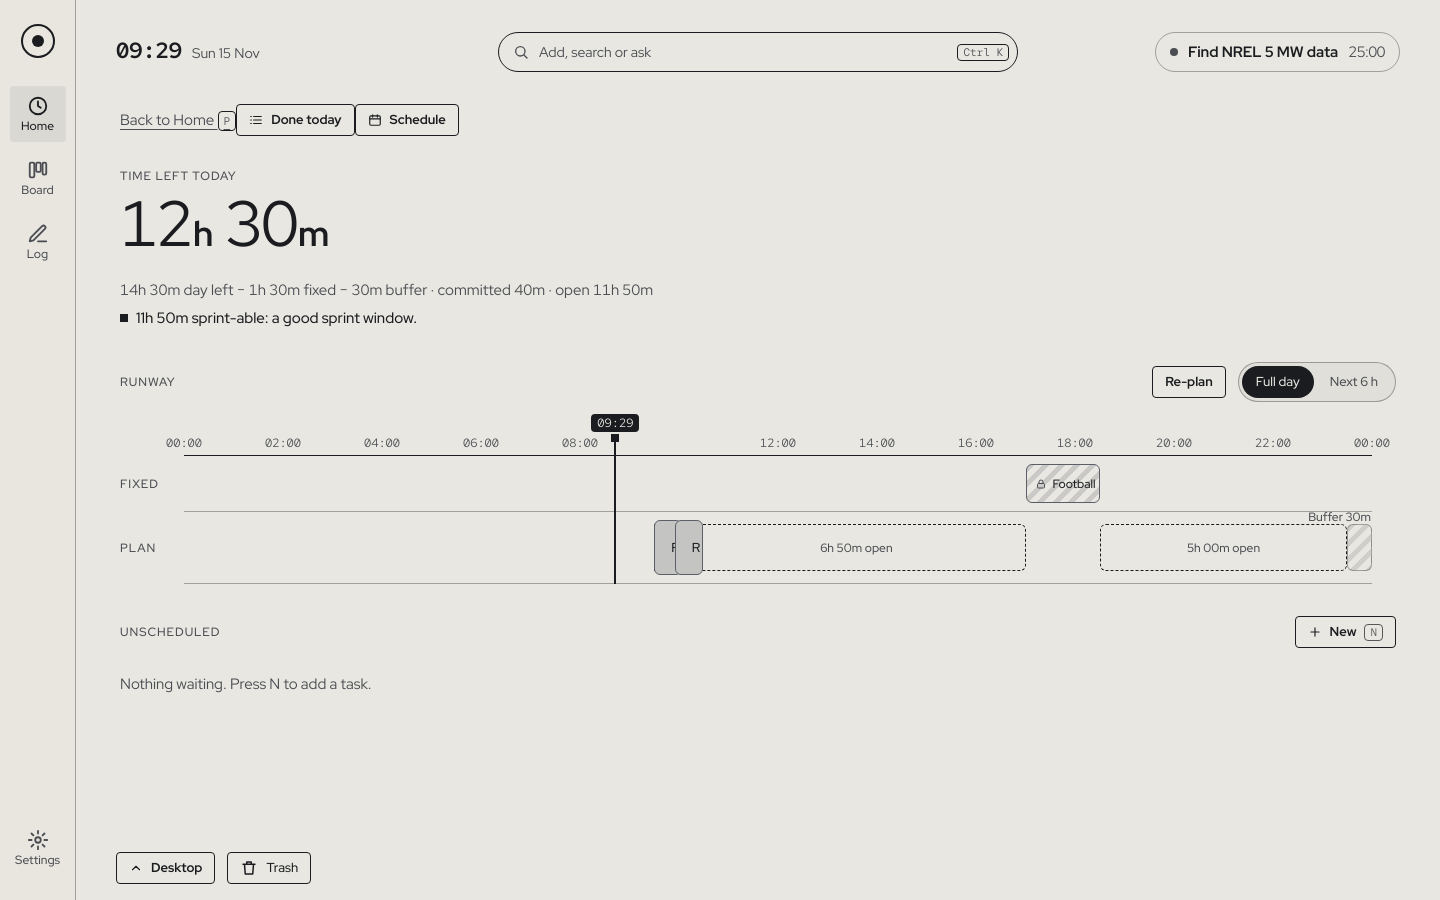 09:29 Sun 15 Nov
Add, search or ask Ctrl K
Find NREL 5 MW data 25:00
Home
Board
Log
Settings
Back to Home P Done today Schedule
TIME LEFT TODAY
12h 30m
14h 30m day left − 1h 30m fixed − 30m buffer · committed 40m · open 11h 50m
11h 50m sprint-able: a good sprint window.
RUNWAY Re-plan Full day Next 6 h
09:29
00:00 02:00 04:00 06:00 08:00 12:00 14:00 16:00 18:00 20:00 22:00 00:00
FIXED Football
Buffer 30m
PLAN R 6h 50m open 5h 00m open
UNSCHEDULED New N
Nothing waiting. Press N to add a task.
Desktop Trash